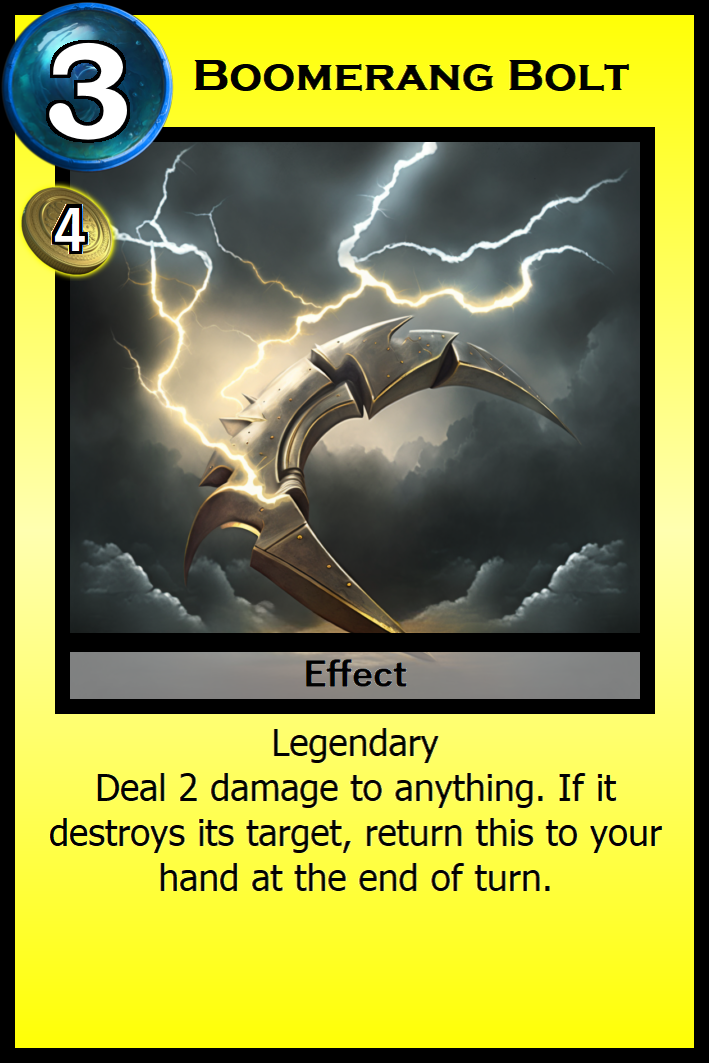 3
Boomerang Bolt
4
Effect
Legendary
Deal 2 damage to anything. If it
destroys its target, return this to your
hand at the end of turn.